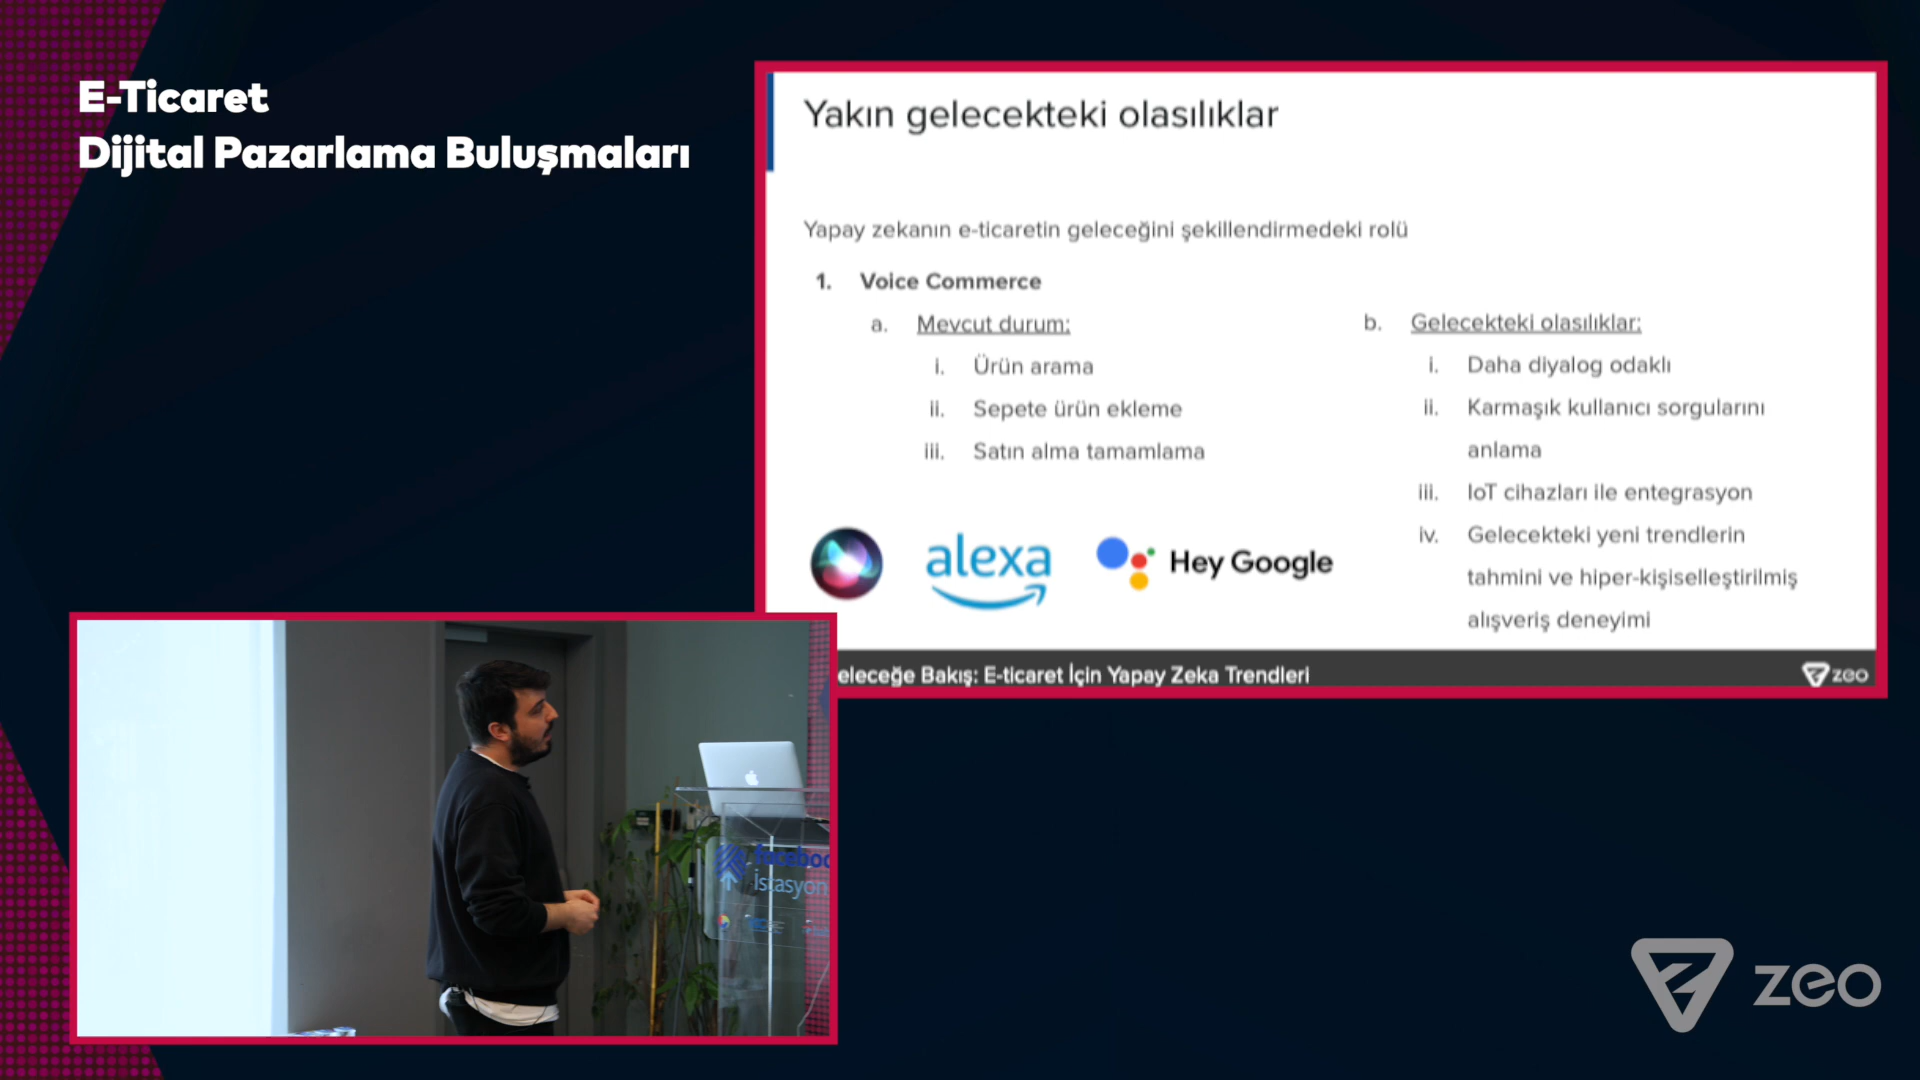 E-Ticaret
Dijital Pazarlama Buluşmaları
Yakın gelecekteki olasılıklar
Yapay zekanın e-ticaretin geleceğini şekillendirmedeki rolü
1. Voice Commerce
a. Mevcut durum:
i. Ürün arama
ii. Sepete ürün ekleme
iii. Satın alma tamamlama
b. Gelecekteki olasılıklar:
i. Daha diyalog odaklı
ii. Karmaşık kullanıcı sorgularını
anlama
iii. IoT cihazları ile entegrasyon
iv. Gelecekteki yeni trendlerin
tahmini ve hiper-kişiselleştirilmiş
alışveriş deneyimi
alexa
Hey Google
eleceğe Bakış: E-ticaret İçin Yapay Zeka Trendleri
zeo
faceboo
İstasyon
zeo